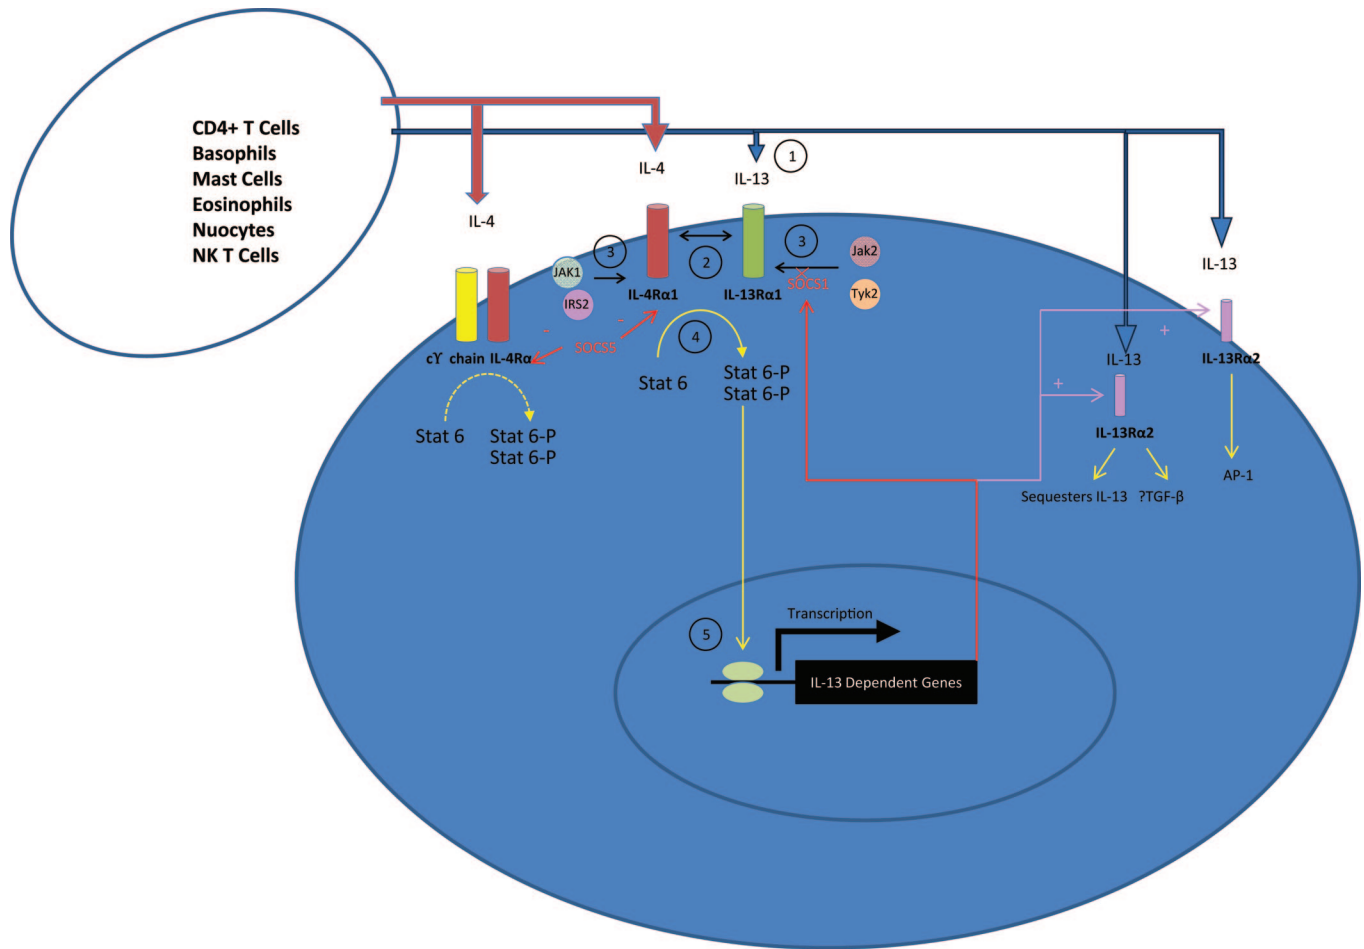 CD4+ T Cells
Basophils
Mast Cells
Eosinophils
Nuocytes
NK T Cells
IL-4
IL-4
IL-13
1
IL-13
JAK1
IRS2
3
2
3
Jak2
Tyk2
SOCS1
IL-4Rα1
IL-13Rα1
cϒ chain IL-4Rα
-
-
SOCS5
4
Stat 6
Stat 6-P
Stat 6-P
Stat 6
Stat 6-P
Stat 6-P
+
IL-13Rα2
IL-13
+
IL-13Rα2
Sequesters IL-13
?TGF-β
AP-1
5
Transcription
IL-13 Dependent Genes